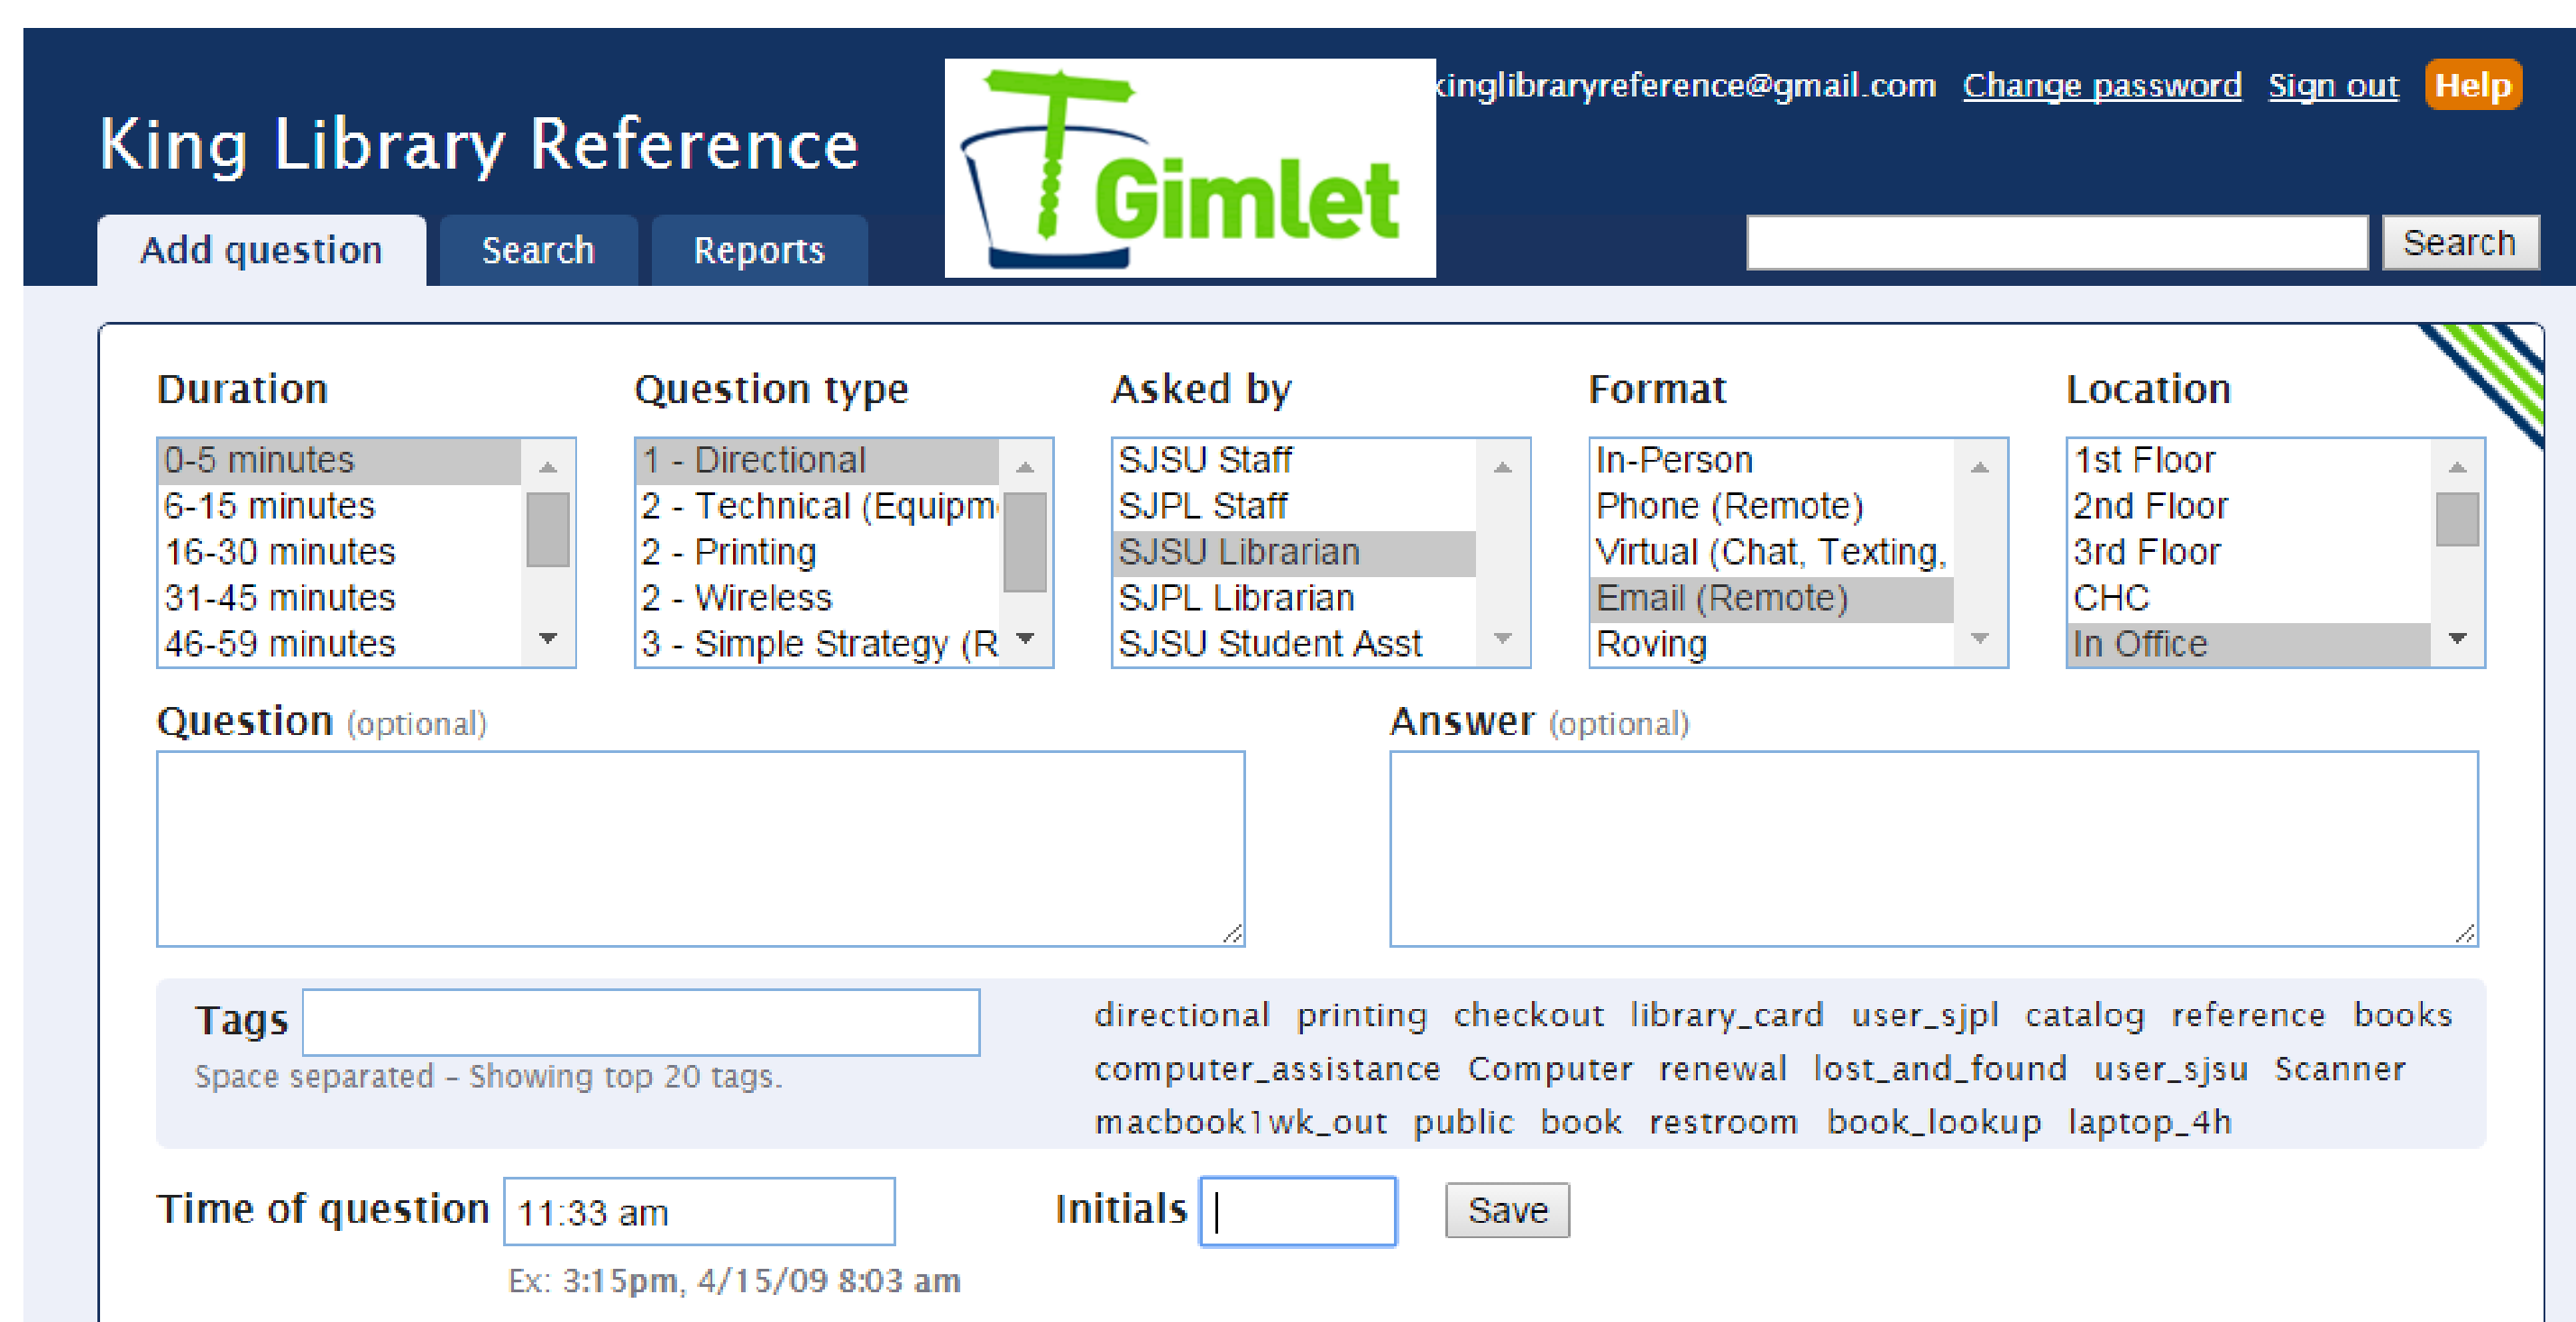 kinglibraryreference@gmail.com Change password Sign out Help
King Library Reference
Gimlet
Add question Search Reports
Search
Duration Question type Asked by Format Location
0-5 minutes
6-15 minutes
16-30 minutes
31-45 minutes
46-59 minutes
1 - Directional
2 - Technical (Equipm
2 - Printing
2 - Wireless
3 - Simple Strategy (R
SJSU Staff
SJPL Staff
SJSU Librarian
SJPL Librarian
SJSU Student Asst
In-Person
Phone (Remote)
Virtual (Chat, Texting,
Email (Remote)
Roving
1st Floor
2nd Floor
3rd Floor
CHC
In Office
Question (optional) Answer (optional)
Tags
Space separated – Showing top 20 tags.
directional printing checkout library_card user_sjpl catalog reference books
computer_assistance Computer renewal lost_and_found user_sjsu Scanner
macbook1wk_out public book restroom book_lookup laptop_4h
Time of question 11:33 am Initials Save
Ex: 3:15pm, 4/15/09 8:03 am